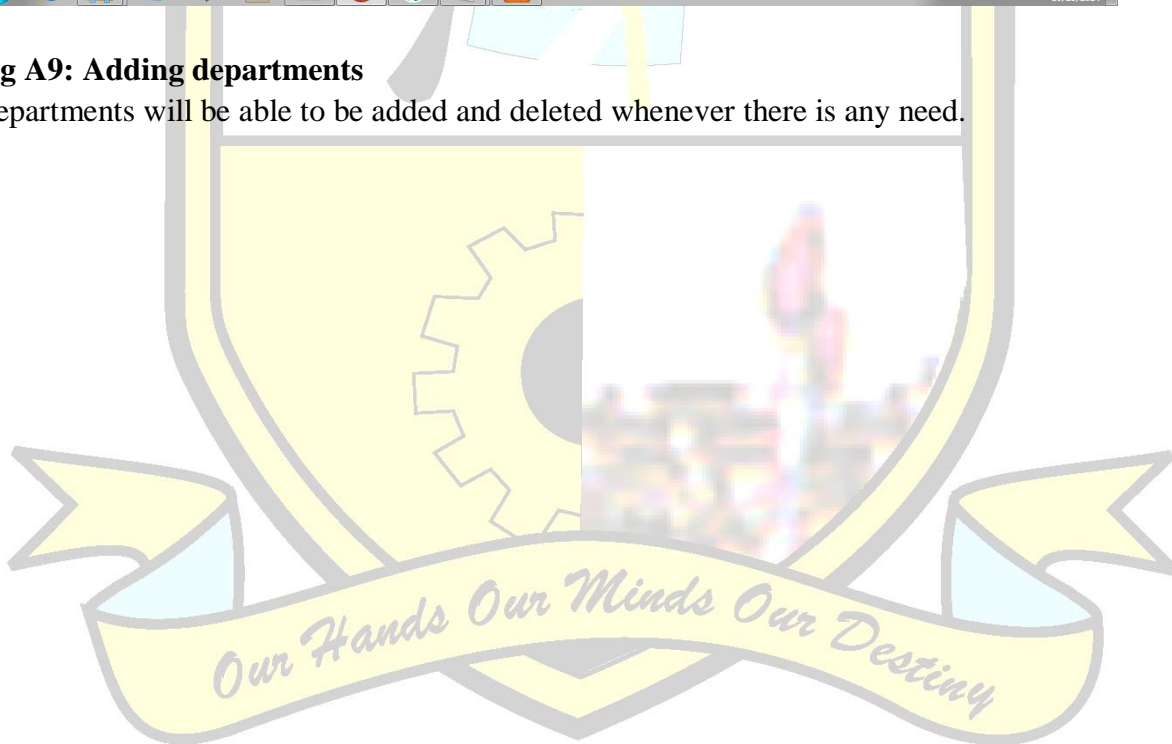 g A9: Adding departments
epartments will be able to be added and deleted whenever there is any need.
Our Hands Our Minds Our Destiny